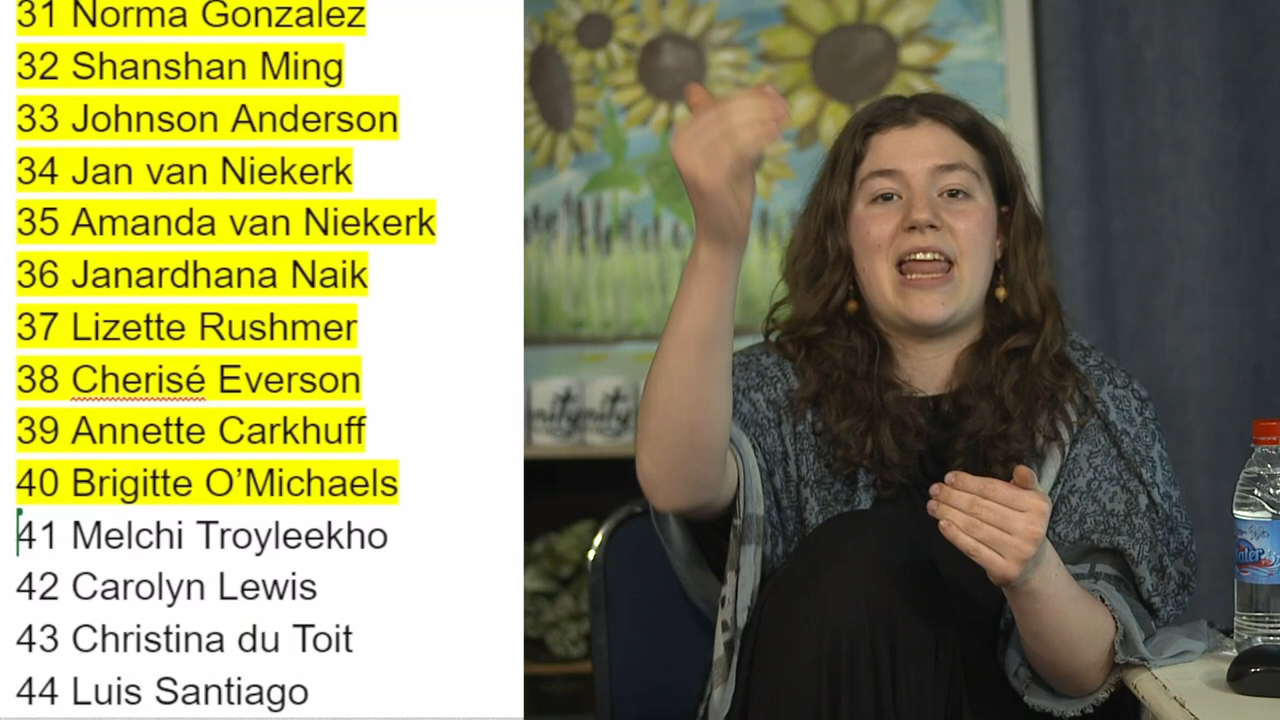 31 Norma Gonzalez
32 Shanshan Ming
33 Johnson Anderson
34 Jan van Niekerk
35 Amanda van Niekerk
36 Janardhana Naik
37 Lizette Rushmer
38 Cherisé Everson
39 Annette Carkhuff
40 Brigitte O’Michaels
41 Melchi Troyleekho
42 Carolyn Lewis
43 Christina du Toit
44 Luis Santiago